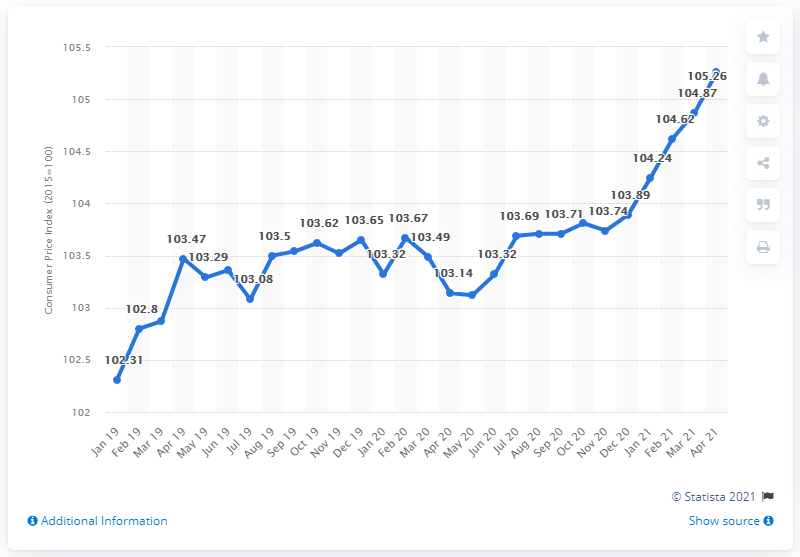 105.5
105
104.5
104
103.5
103
102.5
102
Consumer Price Index (2015=100)
102.31
102.8
103.47
103.29
103.08
103.5
103.62
103.65
103.32
103.67
103.49
103.14
103.32
103.69
103.71
103.74
103.89
104.24
104.62
104.87
105.26
Jan 19
Feb 19
Mar 19
Apr 19
May 19
Jun 19
Jul 19
Aug 19
Sep 19
Oct 19
Nov 19
Dec 19
Jan 20
Feb 20
Mar 20
Apr 20
May 20
Jun 20
Jul 20
Aug 20
Sep 20
Oct 20
Nov 20
Dec 20
Jan 21
Feb 21
Mar 21
Apr 21
© Statista 2021
Additional Information
Show source